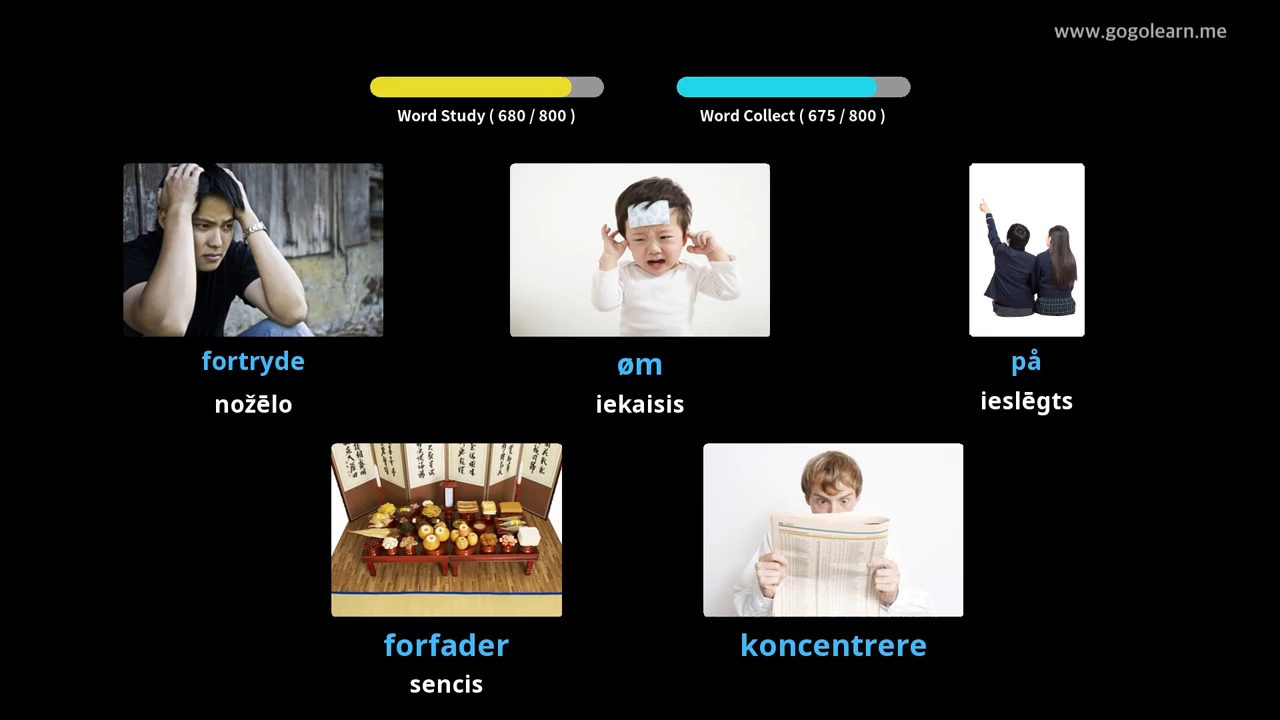 www.gogolearn.me
Word Study ( 680 / 800 )
Word Collect ( 675 / 800 )
fortryde
nožēlo
øm
iekaisis
på
ieslēgts
forfader
sencis
koncentrere